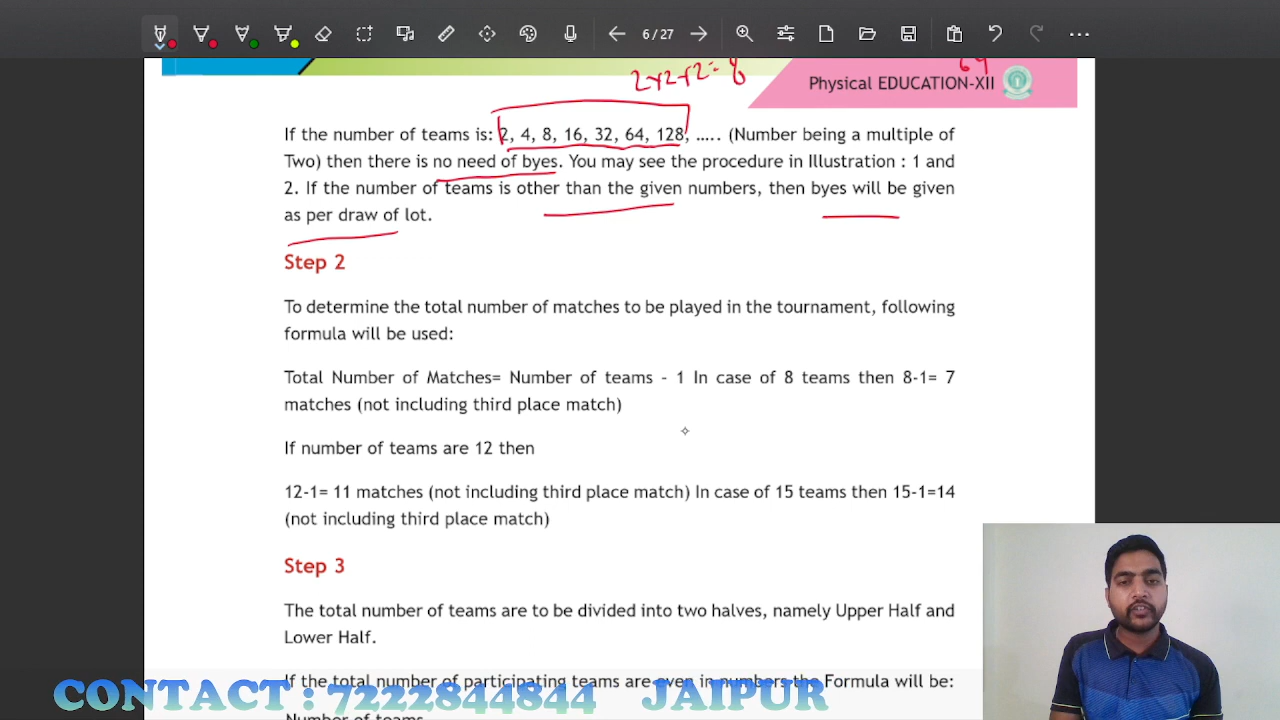 6 / 27
2×2×2=8
64
Physical EDUCATION-XII
If the number of teams is: 2, 4, 8, 16, 32, 64, 128, ..... (Number being a multiple of
Two) then there is no need of byes. You may see the procedure in Illustration : 1 and
2. If the number of teams is other than the given numbers, then byes will be given
as per draw of lot.
Step 2
To determine the total number of matches to be played in the tournament, following
formula will be used:
Total Number of Matches= Number of teams - 1 In case of 8 teams then 8-1= 7
matches (not including third place match)
If number of teams are 12 then
12-1= 11 matches (not including third place match) In case of 15 teams then 15-1=14
(not including third place match)
Step 3
The total number of teams are to be divided into two halves, namely Upper Half and
Lower Half.
If the total number of participating teams are even in numbers the Formula will be:
Number of teams
CONTACT : 7222844844 JAIPUR